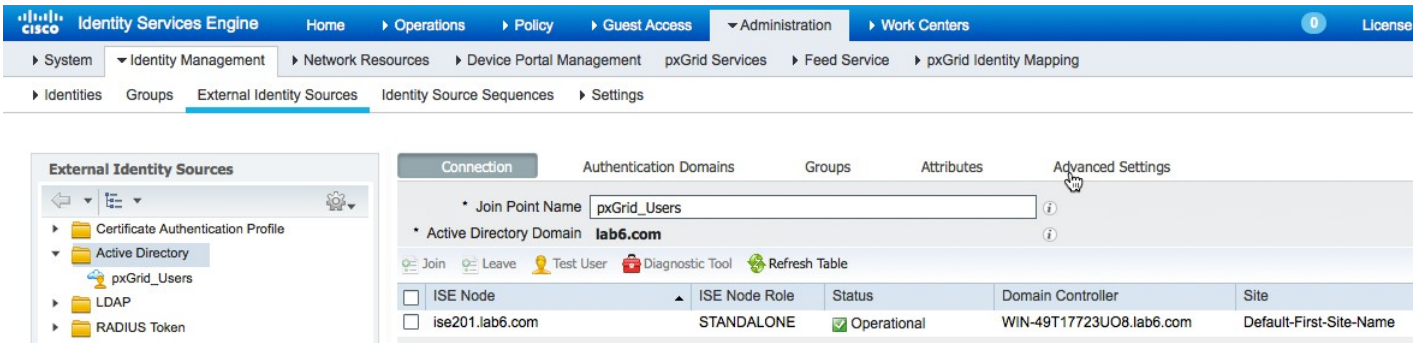 cisco Identity Services Engine Home Operations Policy Guest Access Administration Work Centers 0 License
System Identity Management Network Resources Device Portal Management pxGrid Services Feed Service pxGrid Identity Mapping
Identities Groups External Identity Sources Identity Source Sequences Settings
External Identity Sources
Certificate Authentication Profile
Active Directory
pxGrid_Users
LDAP
RADIUS Token
Connection Authentication Domains Groups Attributes Advanced Settings
* Join Point Name pxGrid_Users
* Active Directory Domain lab6.com
Join Leave Test User Diagnostic Tool Refresh Table
ISE Node ISE Node Role Status Domain Controller Site
ise201.lab6.com STANDALONE Operational WIN-49T17723UO8.lab6.com Default-First-Site-Name